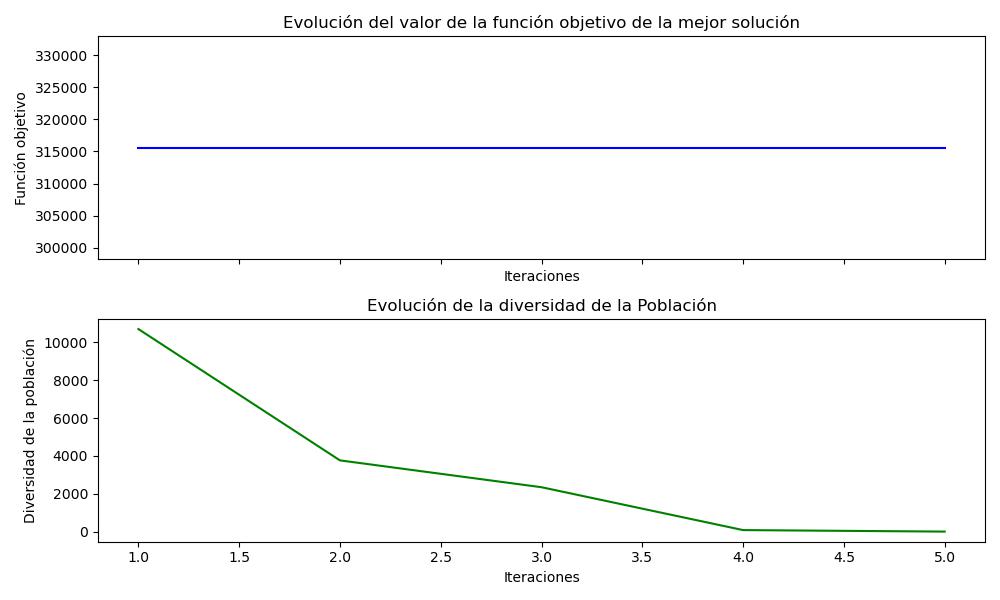 Evolución del valor de la función objetivo de la mejor solución
330000
325000
320000
315000
310000
305000
300000
Función objetivo
Iteraciones
Evolución de la diversidad de la Población
10000
8000
6000
4000
2000
0
Diversidad de la población
1.0 1.5 2.0 2.5 3.0 3.5 4.0 4.5 5.0
Iteraciones